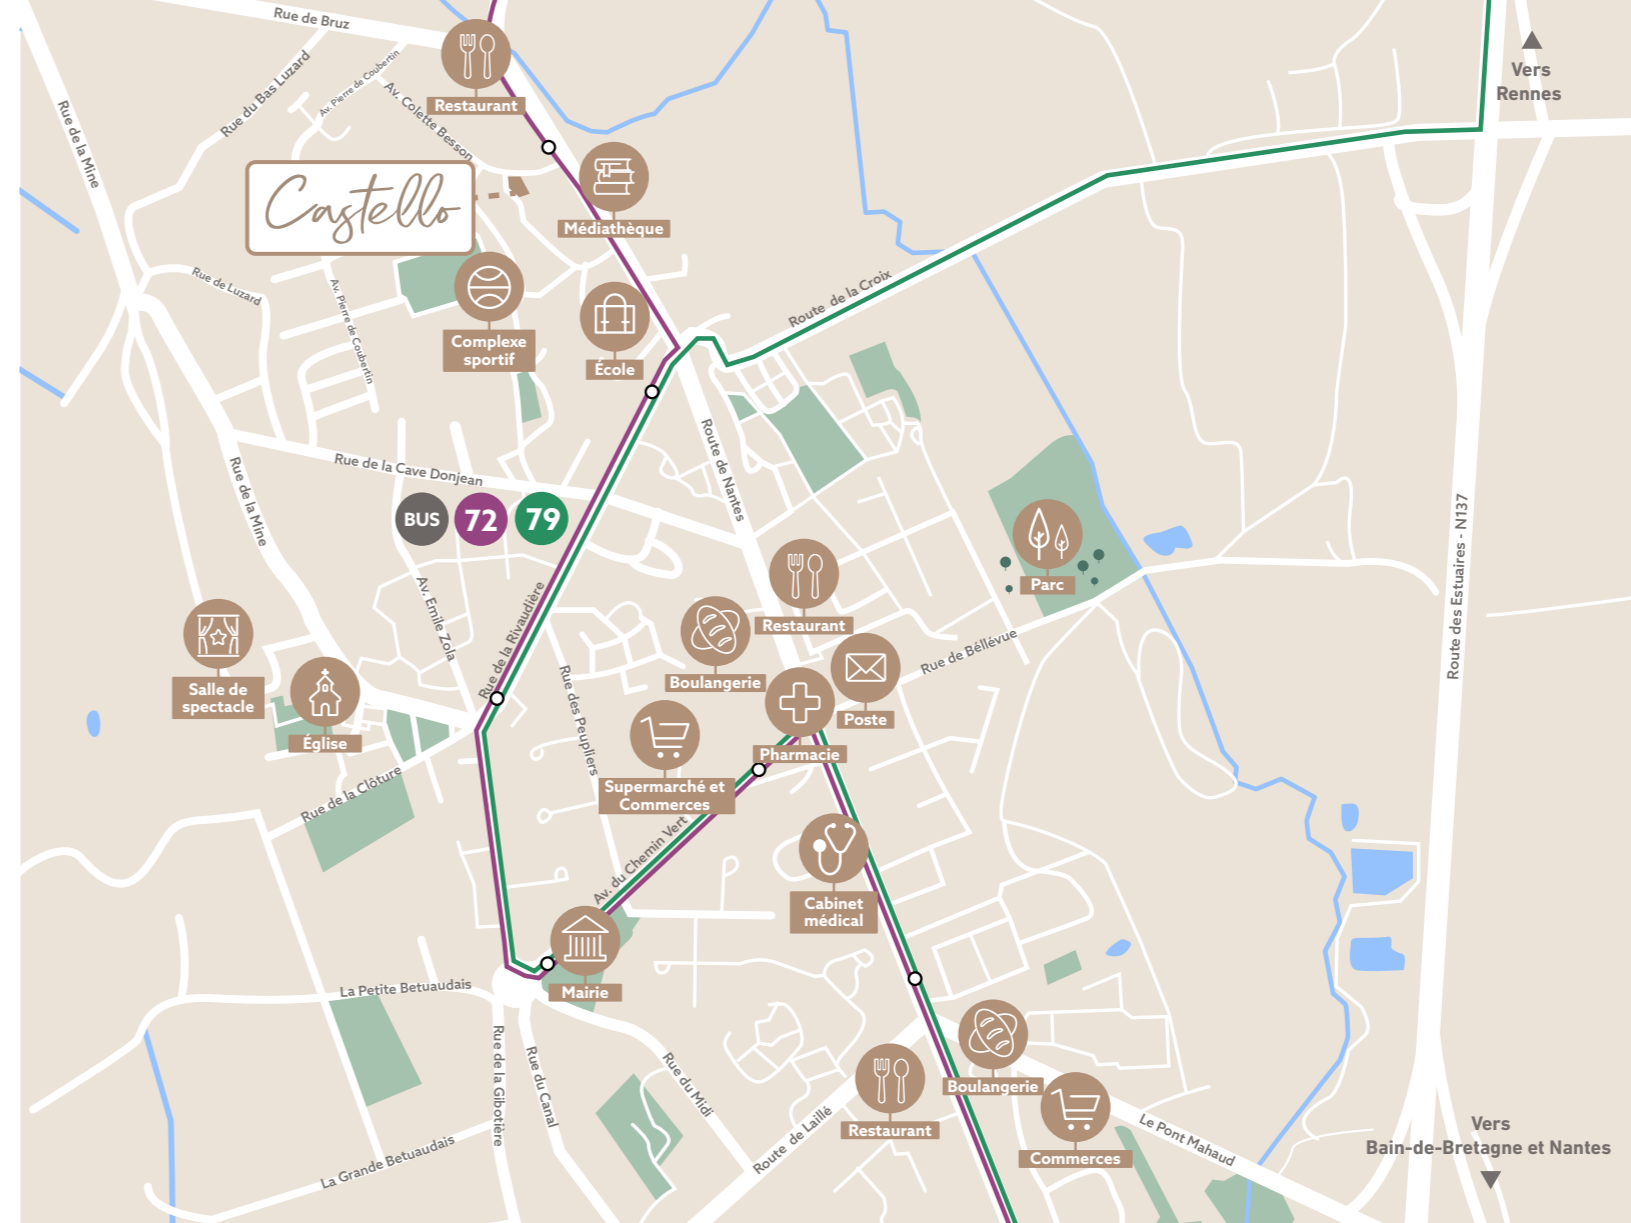 Rue de Bruz
Restaurant
Rue du Bas Luzard
Av. Pierre de Coubertin
Av. Colette Besson
Rue de la Mine
Vers
Rennes
Castello
Médiathèque
Rue de Luzard
Av. Pierre de Coubertin
Complexe
sportif
École
Route de la Croix
Rue de la Cave Donjean
Rue de la Mine
Route de Nantes
BUS
72
79
Parc
Route des Estuaires - N137
Av. Emile Zola
Rue de la Rivaudière
Restaurant
Boulangerie
Rue de Béllévue
Salle de
spectacle
Église
Rue des Peupliers
Poste
Pharmacie
Supermarché et
Commerces
Rue de la Clôture
Av. du Chemin Vert
Cabinet
médical
Mairie
La Petite Betuaudais
Rue de la Gibotière
Rue du Canal
Rue du Midi
Boulangerie
Restaurant
Route de Laillé
Commerces
Le Pont Mahaud
La Grande Betuaudais
Vers
Bain-de-Bretagne et Nantes